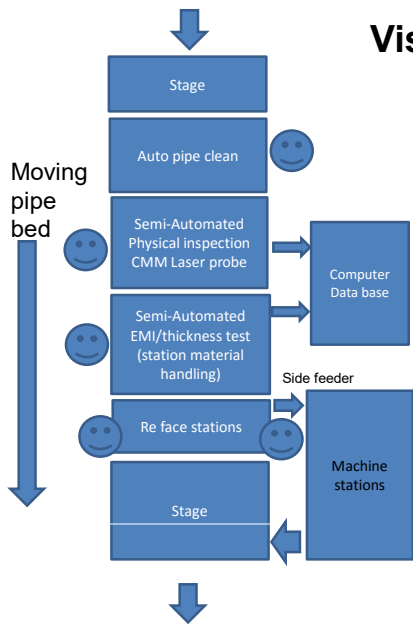 Vis
Stage
Auto pipe clean
Moving
pipe
bed
Semi-Automated
Physical inspection
CMM Laser probe
Computer
Data base
Semi-Automated
EMI/thickness test
(station material
handling)
Side feeder
Re face stations
Machine
stations
Stage